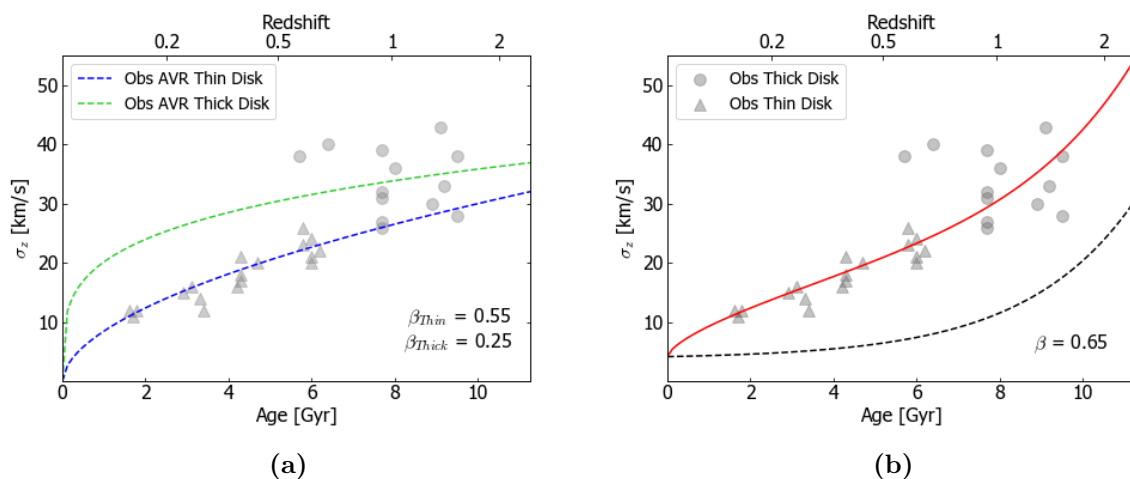 Redshift
0.2 0.5 1 2
50
40
30
20
10
σz [km/s]
Obs AVR Thin Disk
Obs AVR Thick Disk
βThin = 0.55
βThick = 0.25
0 2 4 6 8 10
Age [Gyr]
(a)
Redshift
0.2 0.5 1 2
50
40
30
20
10
σz [km/s]
Obs Thick Disk
Obs Thin Disk
β = 0.65
0 2 4 6 8 10
Age [Gyr]
(b)